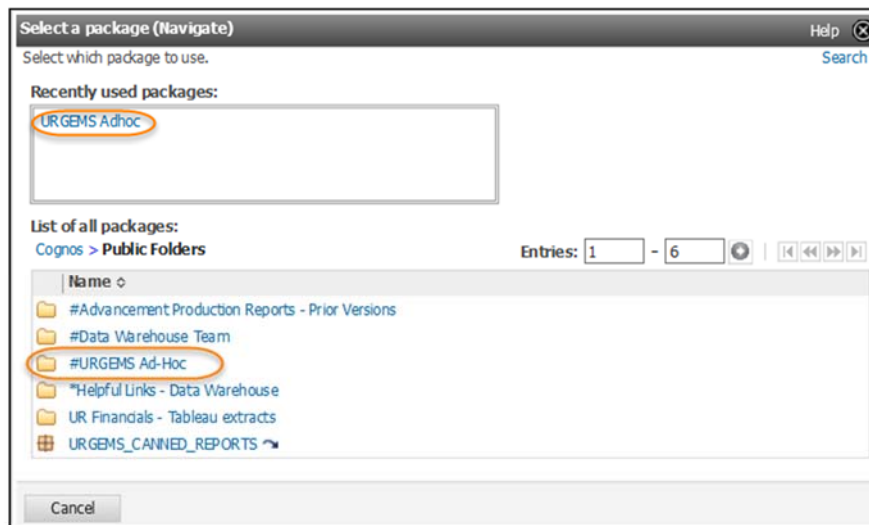 Select a package (Navigate)
Help
Select which package to use.
Search
Recently used packages:
URGEMS Adhoc
List of all packages:
Cognos > Public Folders
Entries: 1 - 6
Name
#Advancement Production Reports - Prior Versions
#Data Warehouse Team
#URGEMS Ad-Hoc
*Helpful Links - Data Warehouse
UR Financials - Tableau extracts
URGEMS_CANNED_REPORTS
Cancel